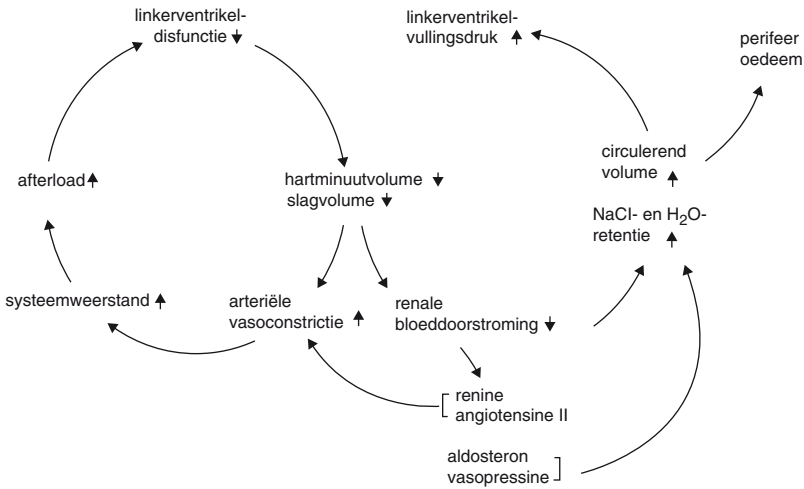 linkerventrikel-
disfunctie
linkerventrikel-
vullingsdruk
perifeer
oedeem
afterload
hartminuutvolume
slagvolume
circulerend
volume
NaCl- en H₂O-
retentie
systeemweerstand
arteriële
vasoconstrictie
renale
bloeddoorstroming
renine
angiotensine II
aldosteron
vasopressine